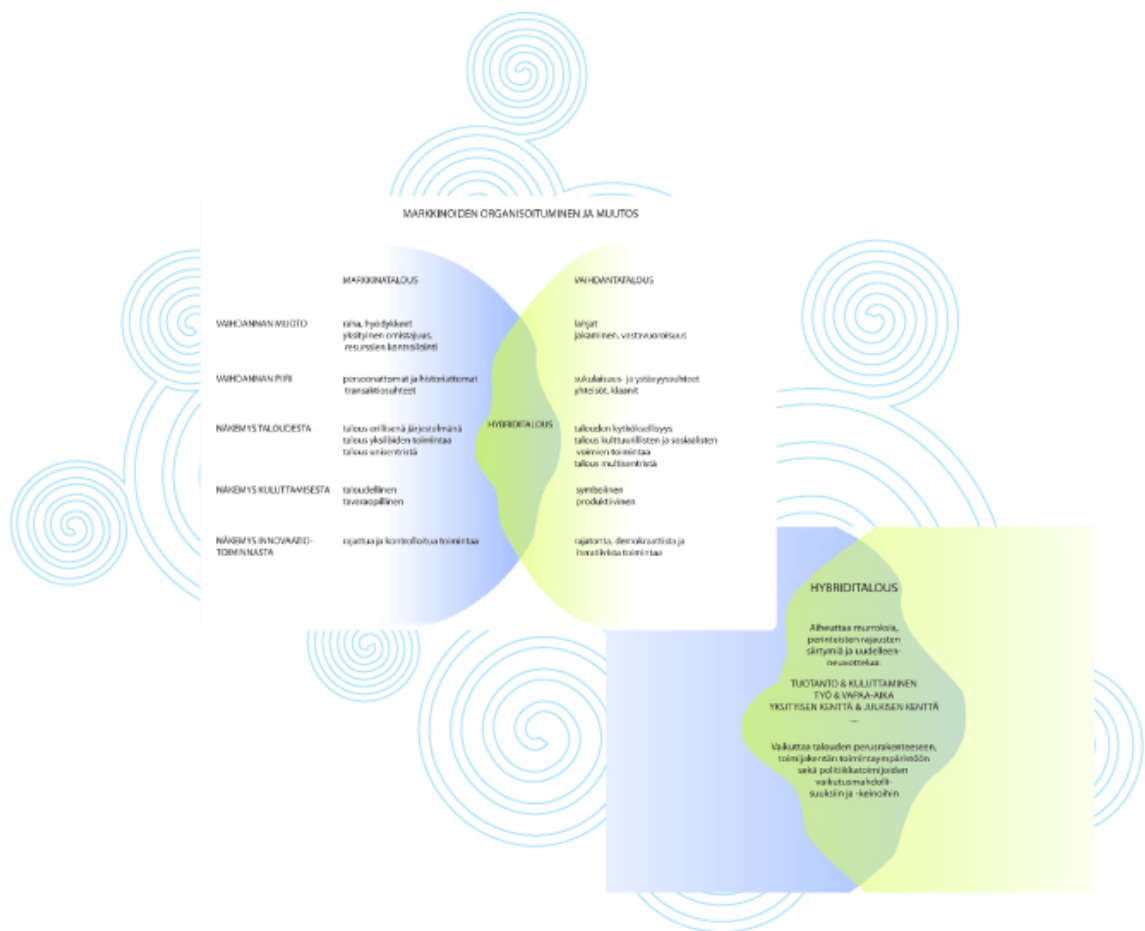 MARKKINOIDEN ORGANISOITUMINEN JA MUUTOS
MARKKINATALOUS
VAIHDANTATALOUS
VAIHDANNAN MUOTO
raha, hyödykkeet
yksityinen omistajuus,
resurssien kontrollointi
lahjat
jakaminen, vastavuoroisuus
VAIHDANNAN PIIRI
persoonattomat ja historiattomat
transaktiosuhteet
sukulaisuus- ja ystävyyssuhteet
yhteisöt, klaanit
NÄKEMYS TALOUDESTA
talous erillisenä järjestelmänä
talous yksilöiden toimintaa
talous unisentristä
HYBRIDITALOUS
talouden kytköksellisyys
talous kulttuurillisten ja sosiaalisten
voimien toimintaa
talous multisentristä
NÄKEMYS KULUTTAMISESTA
taloudellinen
tavaraopillinen
symbolinen
produktiivinen
NÄKEMYS INNOVAATIO-
TOIMINNASTA
rajattua ja kontrolloitua toimintaa
rajatonta, demokraattista ja
iteratiivista toimintaa
HYBRIDITALOUS
Aiheuttaa murroksia,
perinteisten rajausten
siirtymiä ja uudelleen-
neuvottelua:
TUOTANTO & KULUTTAMINEN
TYÖ & VAPAA-AIKA
YKSITYISEN KENTTÄ & JULKISEN KENTTÄ
—
Vaikuttaa talouden perusrakenteeseen,
toimijakentän toimintaympäristöön
sekä politiikkatoimijoiden
vaikutusmahdolli-
suuksiin ja -keinoihin